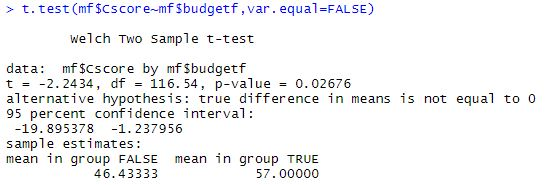 > t.test(mf$Cscore~mf$budgetf,var.equal=FALSE)
Welch Two Sample t-test
data:  mf$Cscore by mf$budgetf
t = -2.2434, df = 116.54, p-value = 0.02676
alternative hypothesis: true difference in means is not equal to 0
95 percent confidence interval:
-19.895378  -1.237956
sample estimates:
mean in group FALSE  mean in group TRUE
46.43333            57.00000